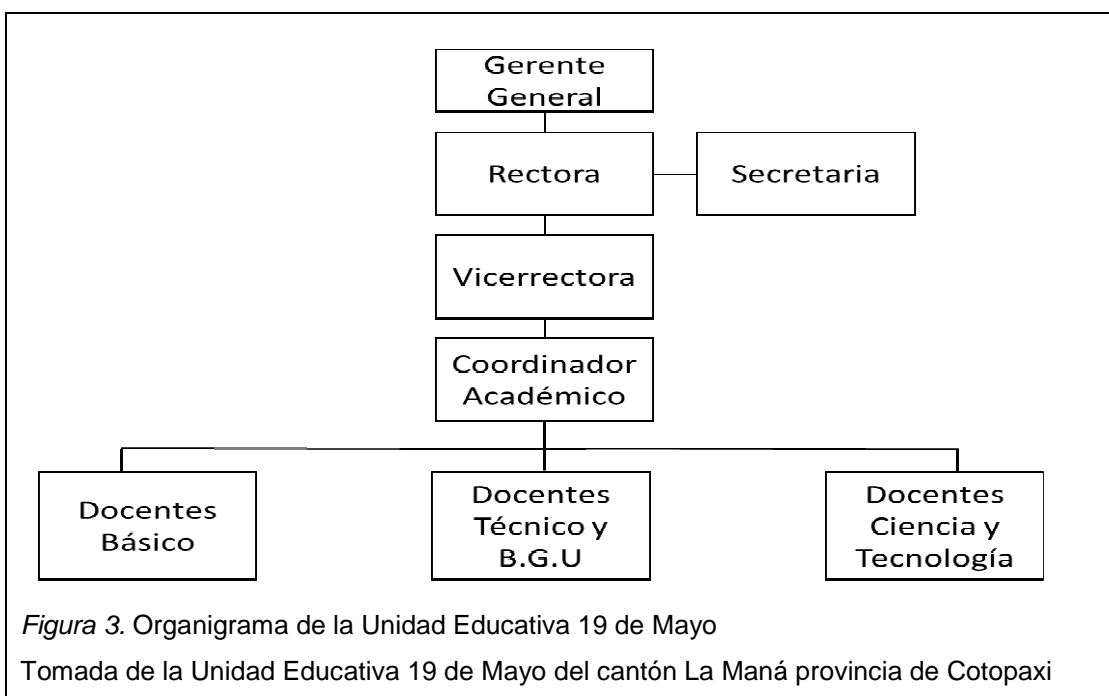 Gerente
General
Rectora
Secretaria
Vicerrectora
Coordinador
Académico
Docentes
Básico
Docentes
Técnico y
B.G.U
Docentes
Ciencia y
Tecnología
Figura 3. Organigrama de la Unidad Educativa 19 de Mayo
Tomada de la Unidad Educativa 19 de Mayo del cantón La Maná provincia de Cotopaxi